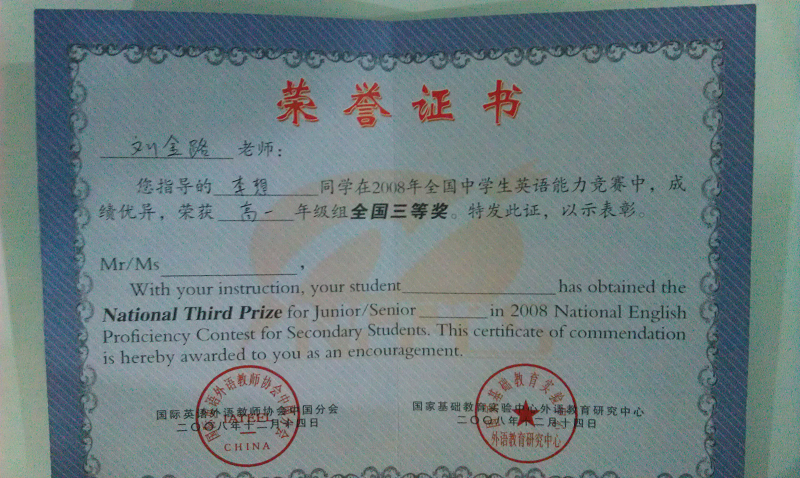 荣誉证书
刘金路 老师：
您指导的 李想 同学在2008年全国中学生英语能力竞赛中，成
绩优异，荣获 高一 年级组全国三等奖。特发此证，以示表彰。
Mr/Ms ,
With your instruction, your student has obtained the
National Third Prize for Junior/Senior in 2008 National English
Proficiency Contest for Secondary Students. This certificate of commendation
is hereby awarded to you as an encouragement.
国际英语外语教师协会中国分会
二〇〇八年十二月十四日
国家基础教育实验中心外语教育研究中心
二〇〇八年十二月十四日
IATEFL
CHINA
外语教育研究中心